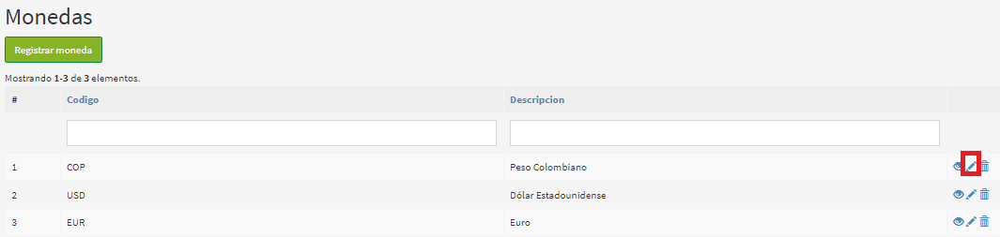 Monedas
Registrar moneda
Mostrando 1-3 de 3 elementos.
# Codigo Descripcion
1 COP Peso Colombiano
2 USD Dólar Estadounidense
3 EUR Euro